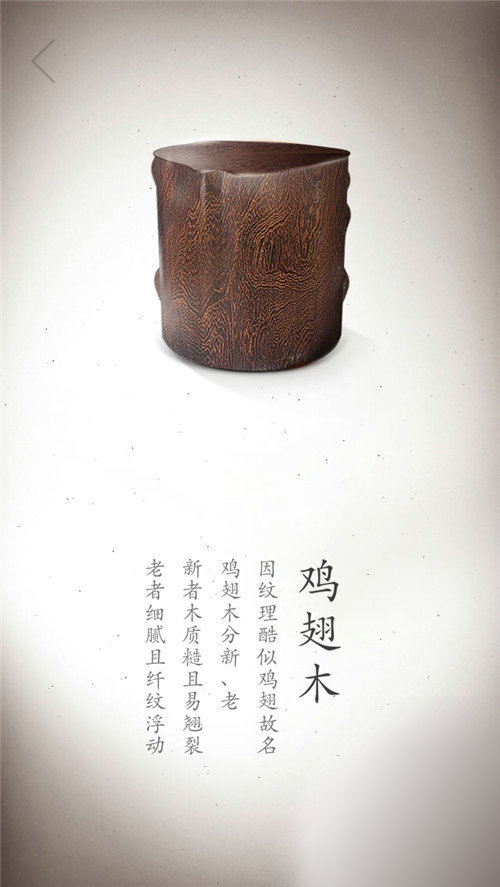 鸡翅木
因纹理酷似鸡翅故名
鸡翅木分新、老
新者木质糙且易翘裂
老者细腻且纤纹浮动